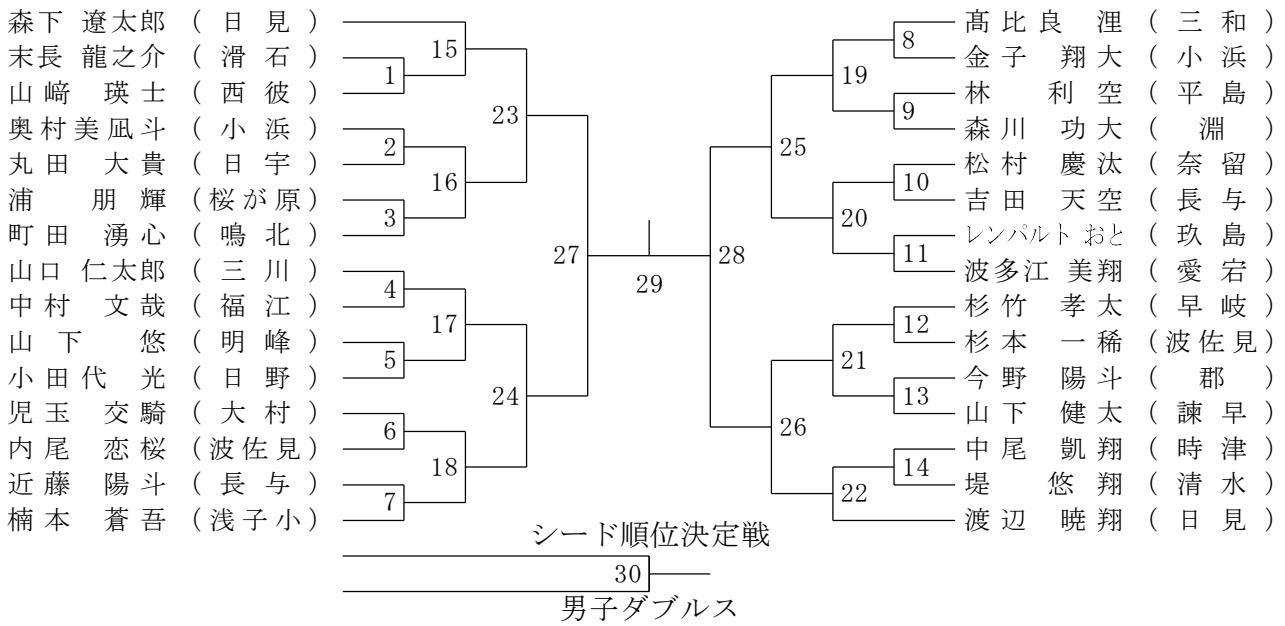 森下 遼太郎 ( 日 見 )
末長 龍之介 ( 滑 石 )
山﨑 瑛士 ( 西 彼 )
奥村美凪斗 ( 小 浜 )
丸田 大貴 ( 日 宇 )
浦 朋輝 (桜が原)
町田 湧心 ( 鳴 北 )
山口 仁太郎 ( 三 川 )
中村 文哉 ( 福 江 )
山下 悠 ( 明 峰 )
小田代 光 ( 日 野 )
児玉 交騎 ( 大 村 )
内尾 恋桜 (波佐見)
近藤 陽斗 ( 長 与 )
楠本 蒼吾 (浅子小)
1
2
3
4
5
6
7
15
16
17
18
23
24
27
29
28
25
26
19
20
21
22
8
9
10
11
12
13
14
髙比良 浬 ( 三 和 )
金子 翔大 ( 小 浜 )
林 利空 ( 平 島 )
森川 功大 ( 淵 )
松村 慶汰 ( 奈 留 )
吉田 天空 ( 長 与 )
レンパルト おと ( 玖 島 )
波多江 美翔 ( 愛 宕 )
杉竹 孝太 ( 早 岐 )
杉本 一稀 (波佐見)
今野 陽斗 ( 郡 )
山下 健太 ( 諫 早 )
中尾 凱翔 ( 時 津 )
堤 悠翔 ( 清 水 )
渡辺 暁翔 ( 日 見 )
シード順位決定戦
30
男子ダブルス